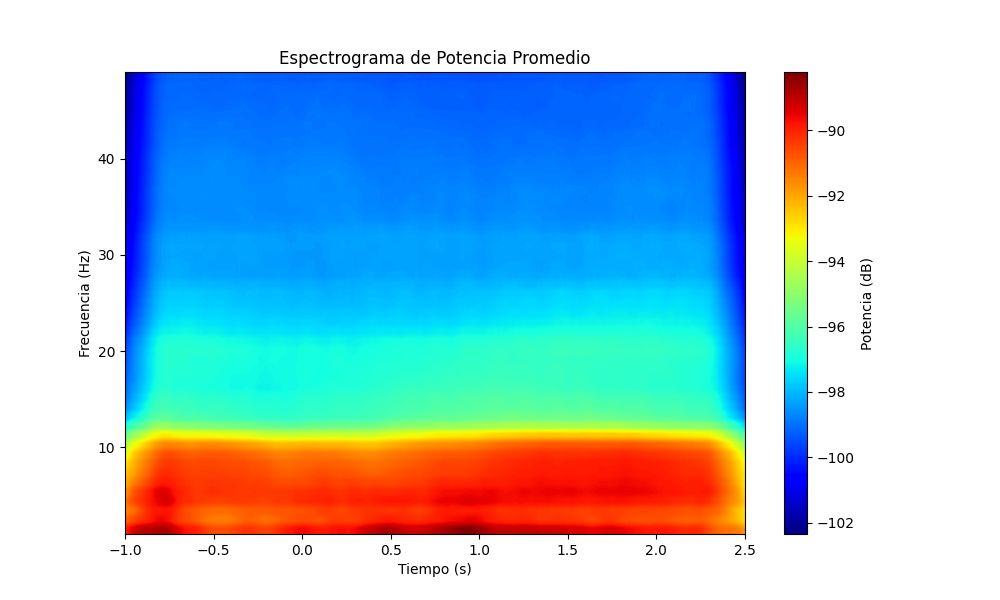 Espectrograma de Potencia Promedio
Frecuencia (Hz)
40
30
20
10
−1.0 −0.5 0.0 0.5 1.0 1.5 2.0 2.5
Tiempo (s)
−90
−92
−94
−96
−98
−100
−102
Potencia (dB)